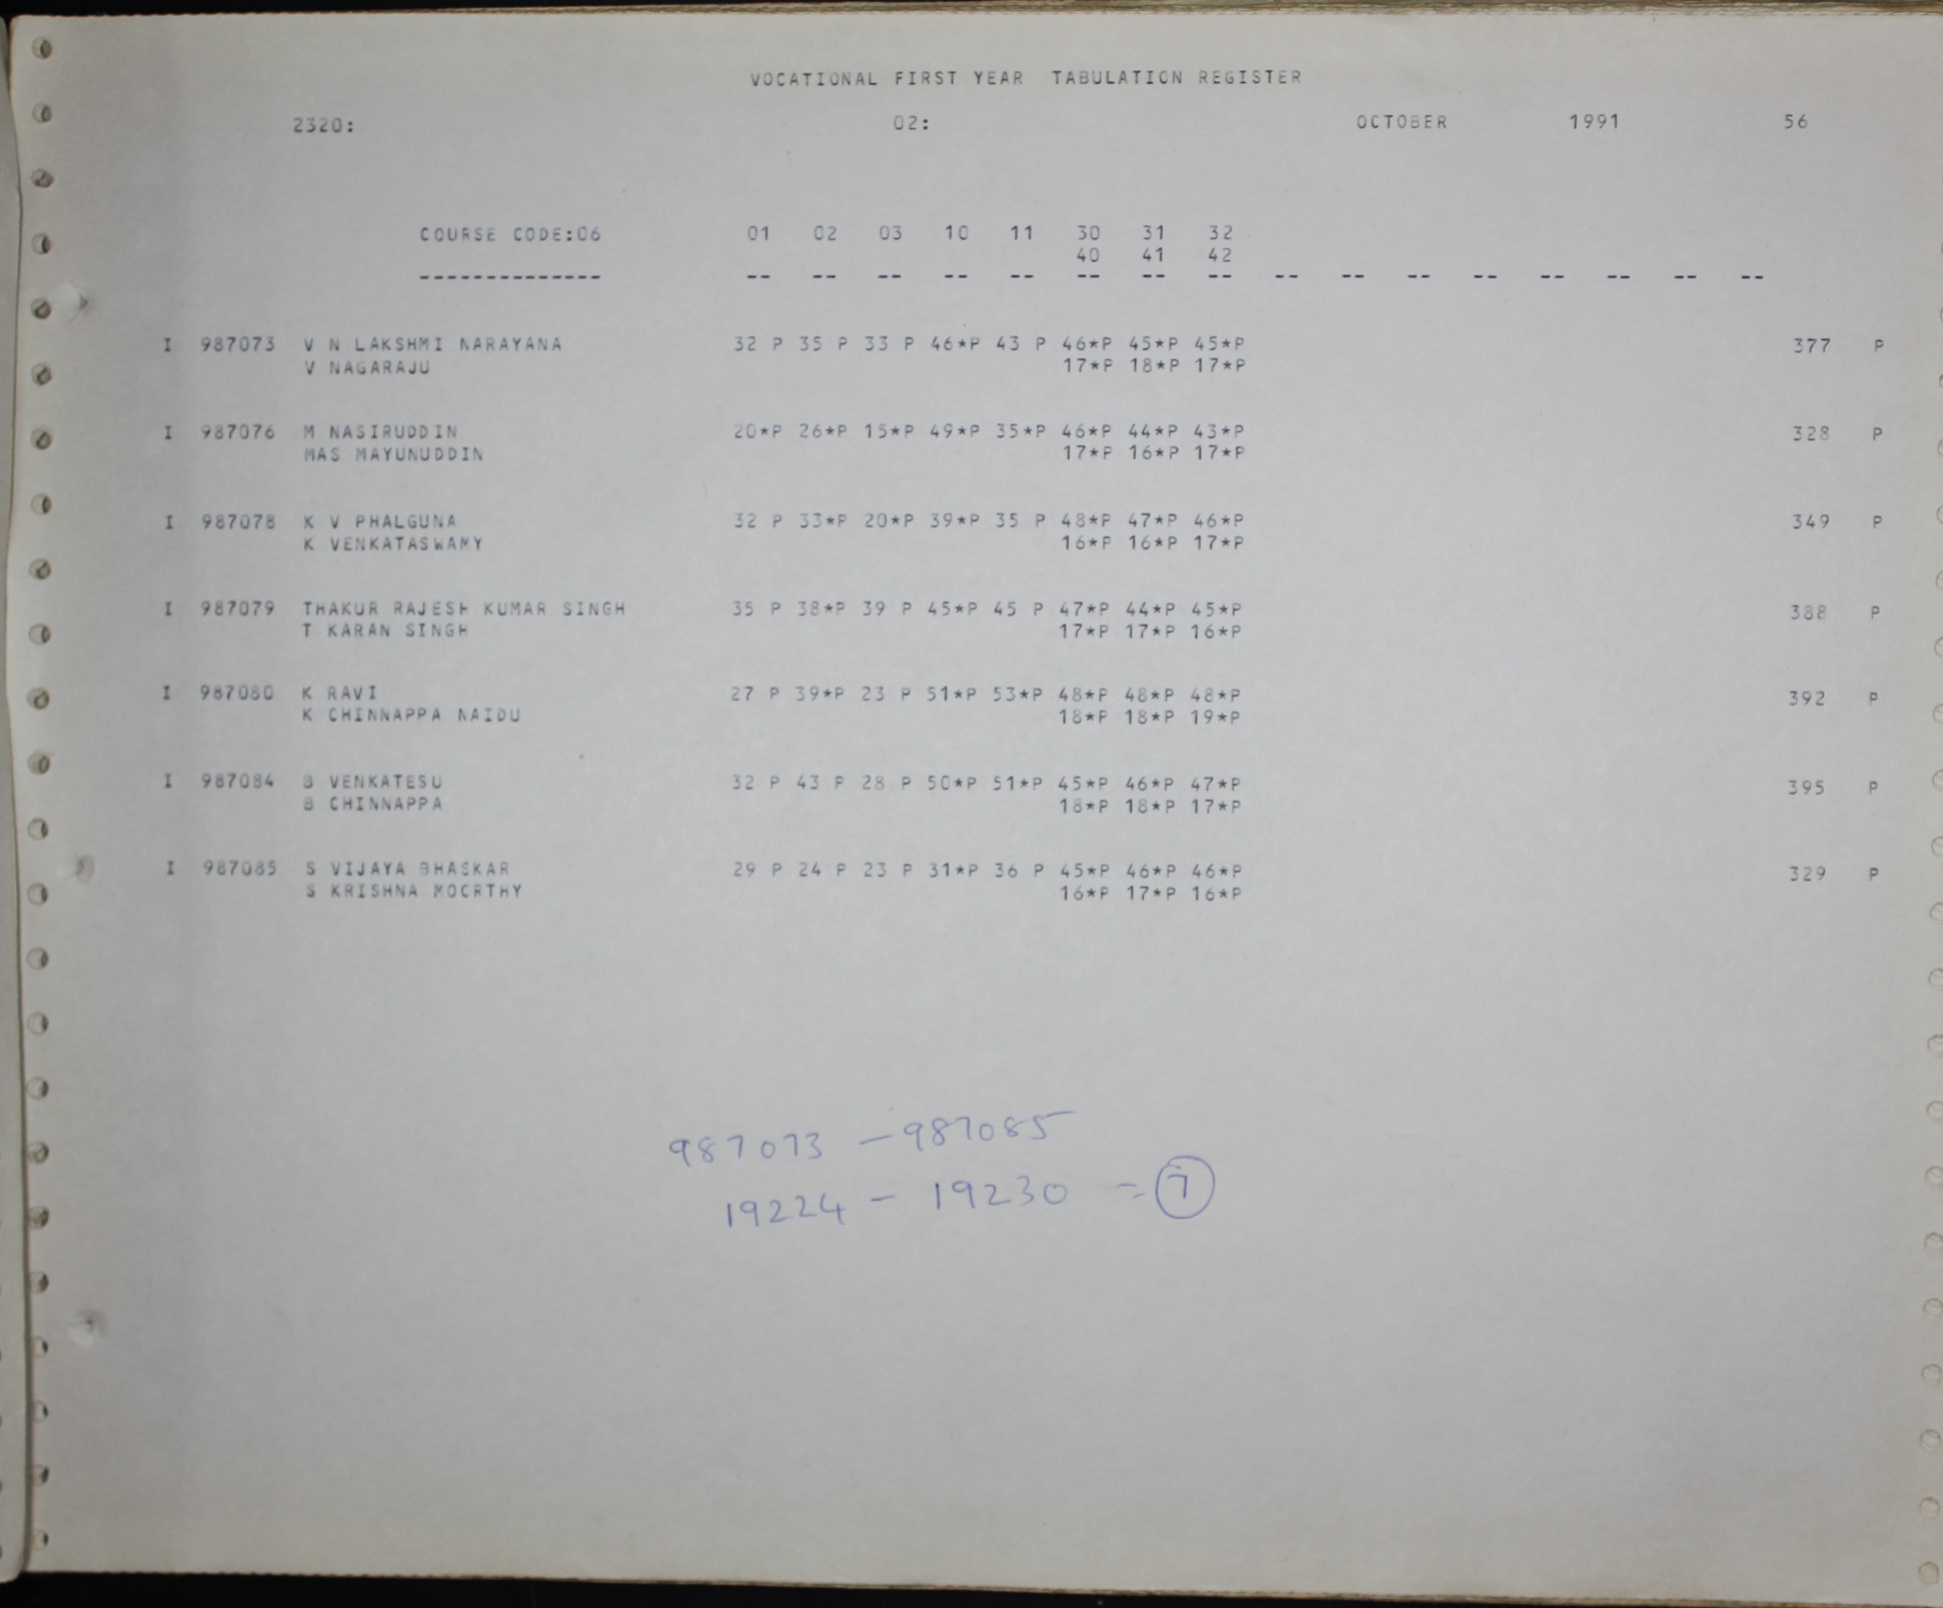 VOCATIONAL FIRST YEAR TABULATION REGISTER
2320: 02: OCTOBER 1991 56
COURSE CODE:06 01 02 03 10 11 30 31 32
40 41 42
-------------- -- -- -- -- -- -- -- -- -- -- -- -- -- -- -- --
I 987073 V N LAKSHMI NARAYANA 32 P 35 P 33 P 46*P 43 P 46*P 45*P 45*P 377 P
V NAGARAJU 17*P 18*P 17*P
I 987076 M NASIRUDDIN 20*P 26*P 15*P 49*P 35*P 46*P 44*P 43*P 328 P
MAS MAYUNUDDIN 17*P 16*P 17*P
I 987078 K V PHALGUNA 32 P 33*P 20*P 39*P 35 P 48*P 47*P 46*P 349 P
K VENKATASWAMY 16*P 16*P 17*P
I 987079 THAKUR RAJESH KUMAR SINGH 35 P 38*P 39 P 45*P 45 P 47*P 44*P 45*P 388 P
T KARAN SINGH 17*P 17*P 16*P
I 987080 K RAVI 27 P 39*P 23 P 51*P 53*P 48*P 48*P 48*P 392 P
K CHINNAPPA NAIDU 18*P 18*P 19*P
I 987084 B VENKATESU 32 P 43 P 28 P 50*P 51*P 45*P 46*P 47*P 395 P
B CHINNAPPA 18*P 18*P 17*P
I 987085 S VIJAYA BHASKAR 29 P 24 P 23 P 31*P 36 P 45*P 46*P 46*P 329 P
S KRISHNA MOORTHY 16*P 17*P 16*P
987073 - 987085
19224 - 19230 = 7